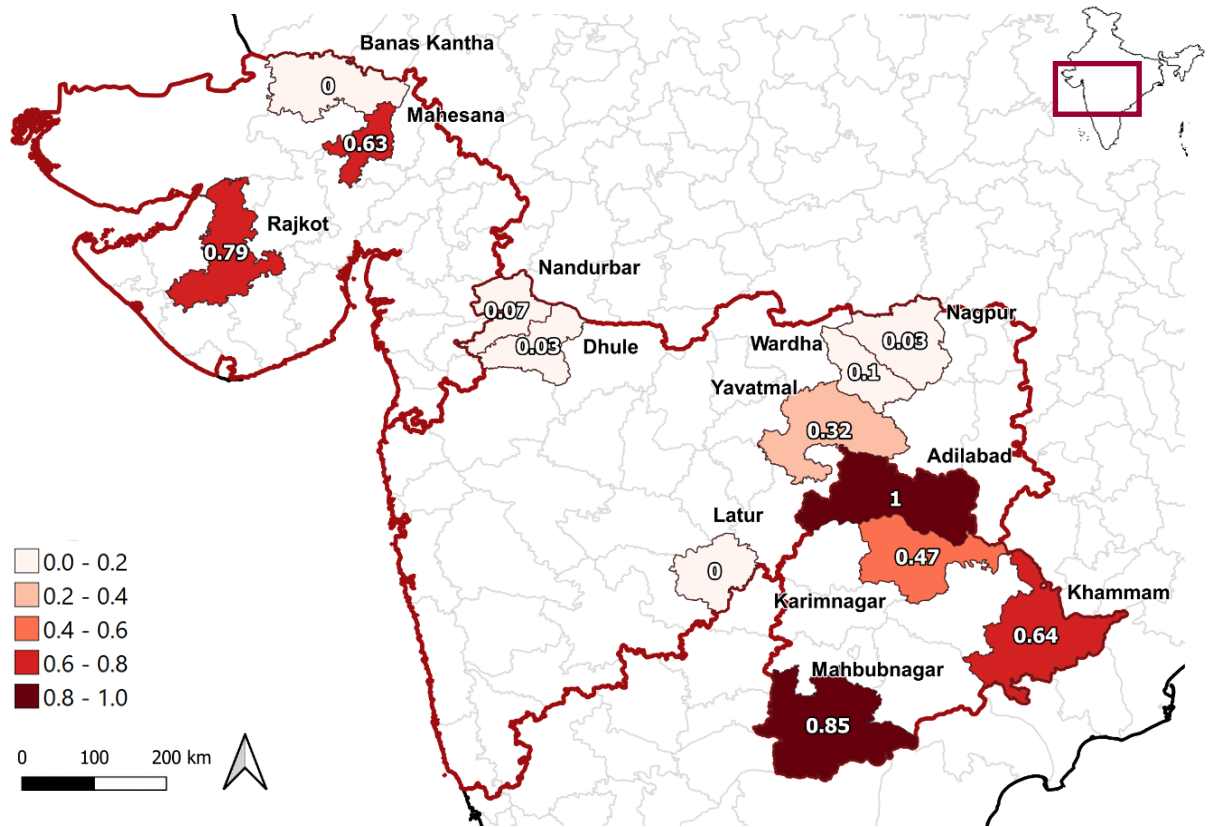 Banas Kantha
0
Mahesana
0.63
Rajkot
0.79
Nandurbar
0.07
Dhule
0.03
Nagpur
0.03
Wardha
0.1
Yavatmal
0.32
Adilabad
1
Latur
0
0.47
Karimnagar
Khammam
0.64
Mahbubnagar
0.85
0.0 - 0.2
0.2 - 0.4
0.4 - 0.6
0.6 - 0.8
0.8 - 1.0
0 100 200 km